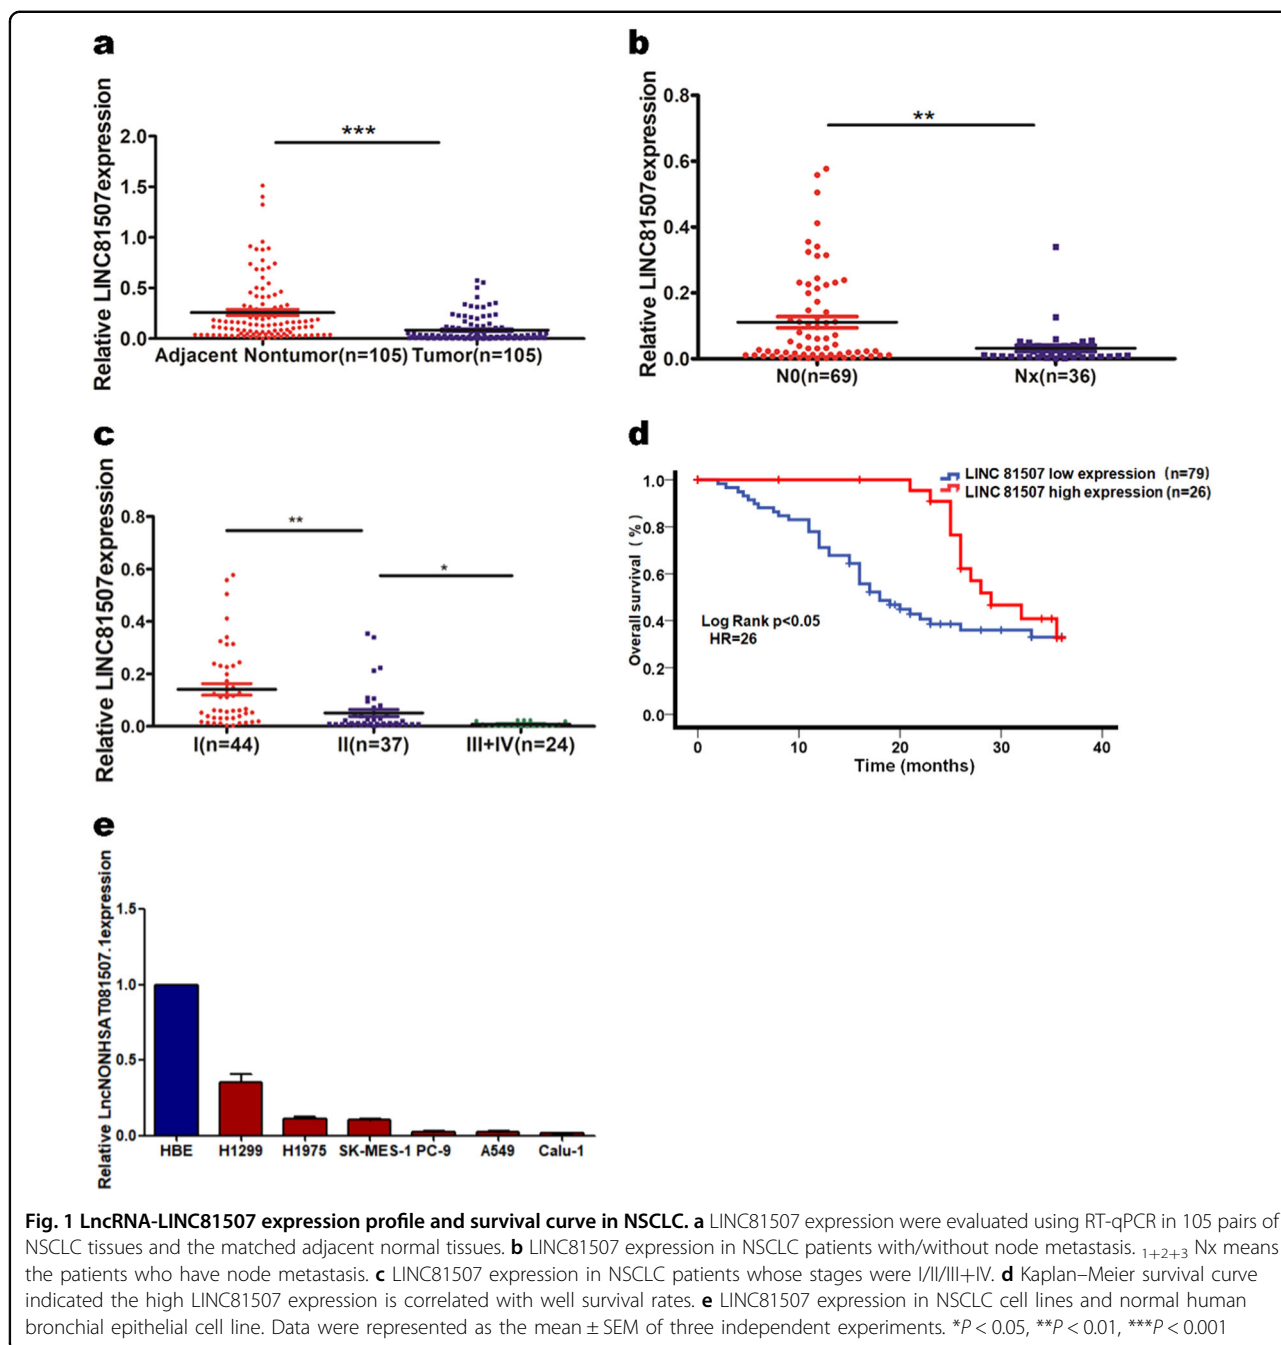 a
Relative LINC81507expression
2.0
1.5
1.0
0.5
0.0
***
Adjacent Nontumor(n=105) Tumor(n=105)
b
Relative LINC81507expression
0.8
0.6
0.4
0.2
0.0
**
N0(n=69) Nx(n=36)
c
Relative LINC81507expression
0.8
0.6
0.4
0.2
0.0
**
*
I(n=44) II(n=37) III+IV(n=24)
d
Overall survival ( % )
1.0
0.8
0.6
0.4
0.2
0.0
LINC 81507 low expression (n=79)
LINC 81507 high expression (n=26)
Log Rank p<0.05
HR=26
0 10 20 30 40
Time (months)
e
Relative LncNONHSAT081507.1expression
1.5
1.0
0.5
0.0
HBE H1299 H1975 SK-MES-1 PC-9 A549 Calu-1
Fig. 1 LncRNA-LINC81507 expression profile and survival curve in NSCLC. a LINC81507 expression were evaluated using RT-qPCR in 105 pairs of
NSCLC tissues and the matched adjacent normal tissues. b LINC81507 expression in NSCLC patients with/without node metastasis. 1+2+3 Nx means
the patients who have node metastasis. c LINC81507 expression in NSCLC patients whose stages were I/II/III+IV. d Kaplan–Meier survival curve
indicated the high LINC81507 expression is correlated with well survival rates. e LINC81507 expression in NSCLC cell lines and normal human
bronchial epithelial cell line. Data were represented as the mean ± SEM of three independent experiments. *P < 0.05, **P < 0.01, ***P < 0.001